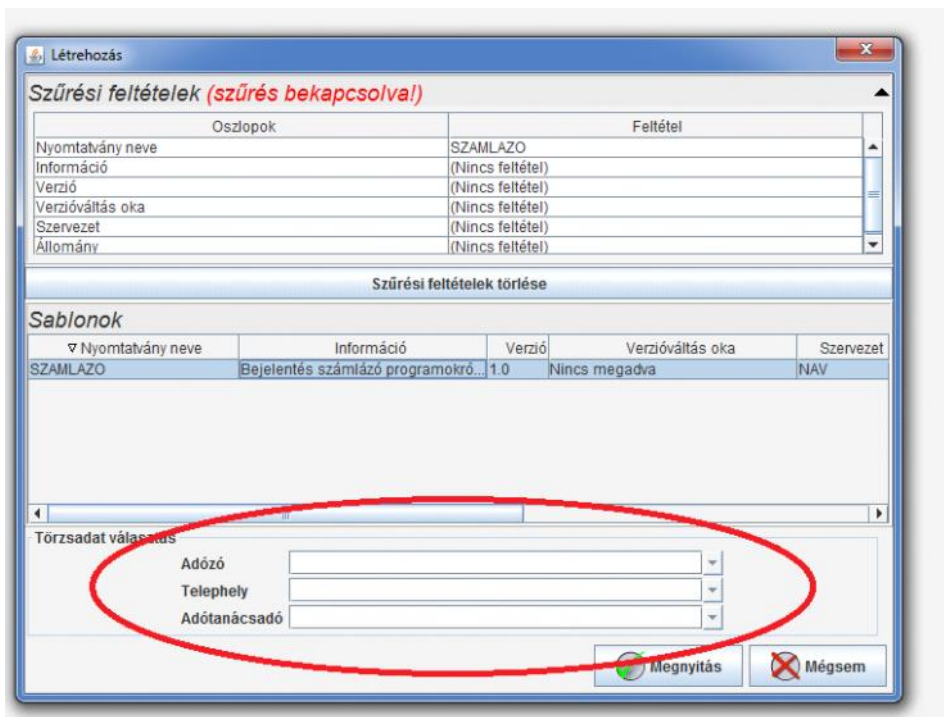 Létrehozás
Szűrési feltételek (szűrés bekapcsolva!)
Oszlopok Feltétel
Nyomtatvány neve SZAMLAZO
Információ (Nincs feltétel)
Verzió (Nincs feltétel)
Verzióváltás oka (Nincs feltétel)
Szervezet (Nincs feltétel)
Állomány (Nincs feltétel)
Szűrési feltételek törlése
Sablonok
Nyomtatvány neve Információ Verzió Verzióváltás oka Szervezet
SZAMLAZO Bejelentés számlázó programokró... 1.0 Nincs megadva NAV
Törzsadat választás
Adózó
Telephely
Adótanácsadó
Megnyitás Mégsem